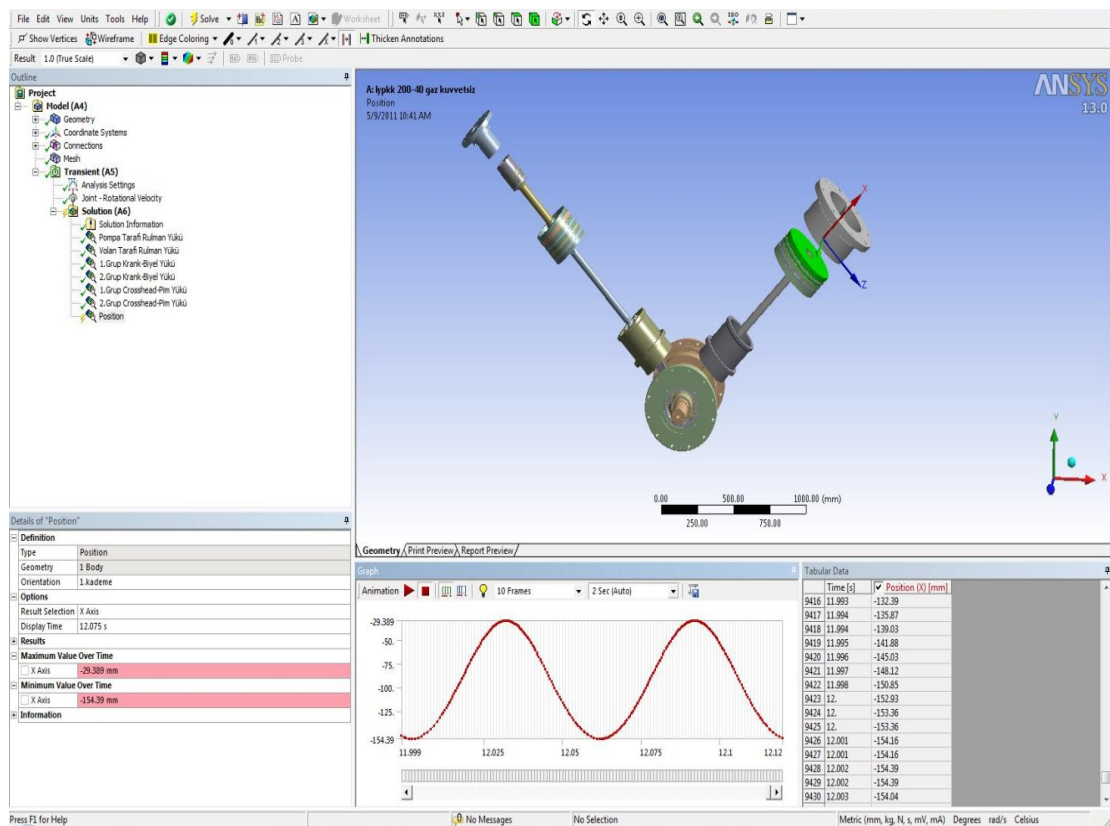 File Edit View Units Tools Help Solve Worksheet
Show Vertices Wireframe Edge Coloring Thicken Annotations
Result 1.0 (True Scale) Probe
Outline
Project
Model (A4)
Geometry
Coordinate Systems
Connections
Mesh
Transient (A5)
Analysis Settings
Joint - Rotational Velocity
Solution (A6)
Solution Information
Pompa Tarafi Rulman Yükü
Volan Tarafi Rulman Yükü
1.Grup Krank-Biyel Yükü
2.Grup Krank-Biyel Yükü
1.Grup Crosshead-Pim Yükü
2.Grup Crosshead-Pim Yükü
Position
A: lypkk 200-40 gaz kuvvetsiz
Position
5/9/2011 10:41 AM
ANSYS
13.0
X
Z
Y
X
0.00 500.00 1000.00 (mm)
250.00 750.00
Geometry Print Preview Report Preview
Details of "Position"
Definition
Type Position
Geometry 1 Body
Orientation 1.kademe
Options
Result Selection X Axis
Display Time 12.075 s
Results
Maximum Value Over Time
X Axis -29.389 mm
Minimum Value Over Time
X Axis -154.39 mm
Information
Graph
Animation 10 Frames 2 Sec (Auto)
-29.389
-50.
-75.
-100.
-125.
-154.39
11.999 12.025 12.05 12.075 12.1 12.12
Tabular Data
Time [s] Position (X) [mm]
9416 11.993 -132.39
9417 11.994 -135.87
9418 11.994 -139.03
9419 11.995 -141.88
9420 11.996 -145.03
9421 11.997 -148.12
9422 11.998 -150.85
9423 12. -152.93
9424 12. -153.36
9425 12. -153.36
9426 12.001 -154.16
9427 12.001 -154.16
9428 12.002 -154.39
9429 12.002 -154.39
9430 12.003 -154.04
Press F1 for Help No Messages No Selection Metric (mm, kg, N, s, mV, mA) Degrees rad/s Celsius